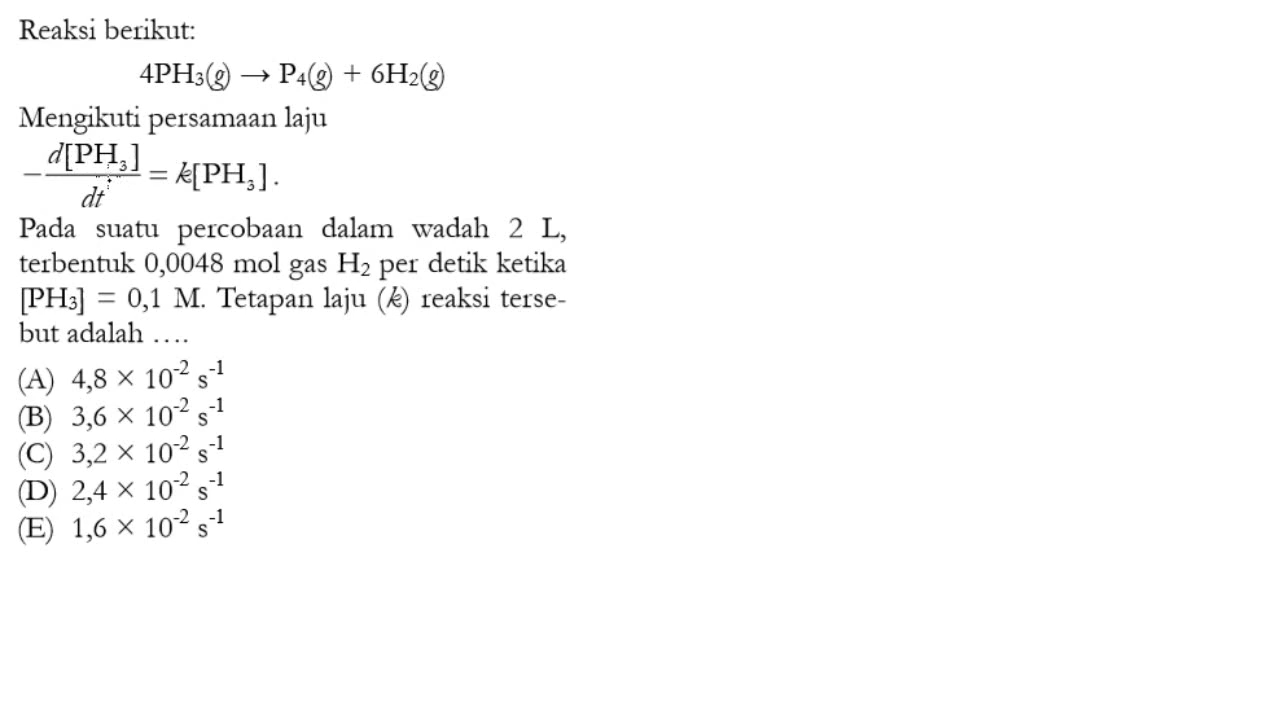 Reaksi berikut:
4PH₃(g) → P₄(g) + 6H₂(g)
Mengikuti persamaan laju
−d[PH₃]/dt = k[PH₃].
Pada suatu percobaan dalam wadah 2 L,
terbentuk 0,0048 mol gas H₂ per detik ketika
[PH₃] = 0,1 M. Tetapan laju (k) reaksi terse-
but adalah ....
(A) 4,8 × 10⁻² s⁻¹
(B) 3,6 × 10⁻² s⁻¹
(C) 3,2 × 10⁻² s⁻¹
(D) 2,4 × 10⁻² s⁻¹
(E) 1,6 × 10⁻² s⁻¹